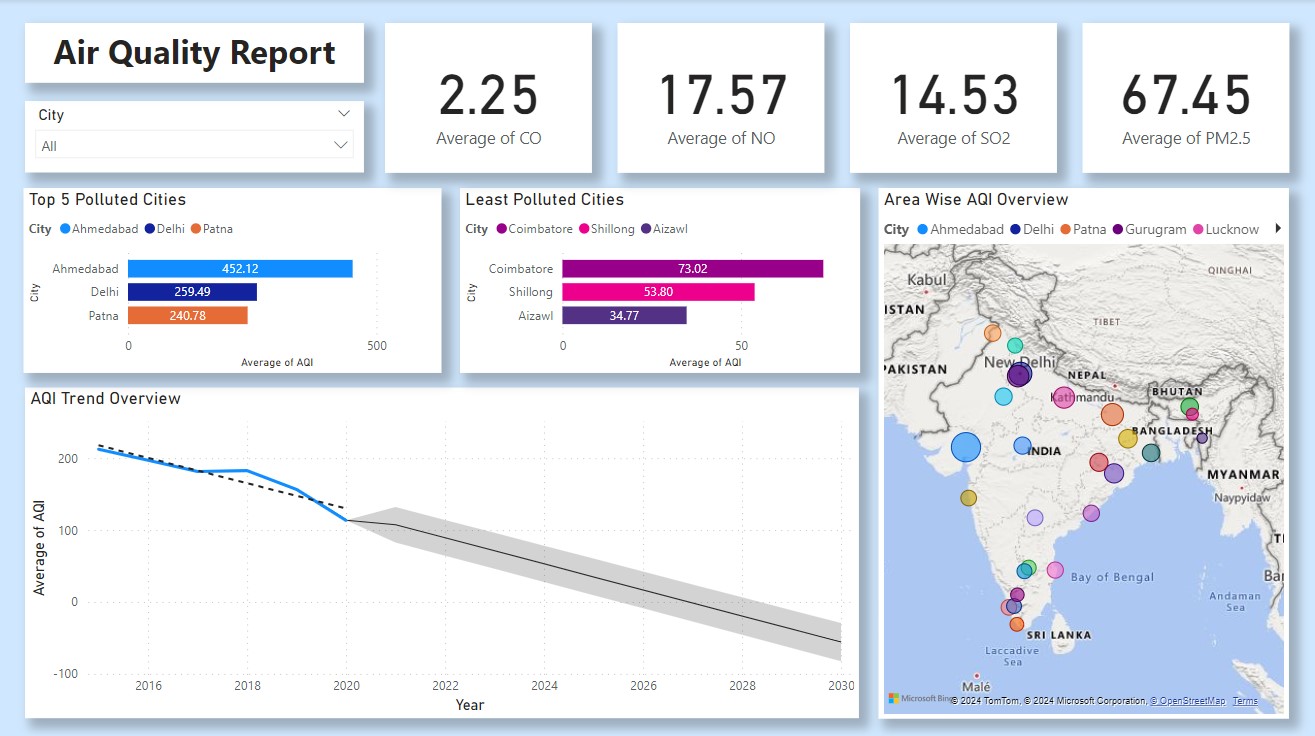 Air Quality Report
City
All
2.25
Average of CO
17.57
Average of NO
14.53
Average of SO2
67.45
Average of PM2.5
Top 5 Polluted Cities
City Ahmedabad Delhi Patna
City
Ahmedabad 452.12
Delhi 259.49
Patna 240.78
0 500
Average of AQI
Least Polluted Cities
City Coimbatore Shillong Aizawl
City
Coimbatore 73.02
Shillong 53.80
Aizawl 34.77
0 50
Average of AQI
AQI Trend Overview
Average of AQI
200
100
0
-100
2016 2018 2020 2022 2024 2026 2028 2030
Year
Area Wise AQI Overview
City Ahmedabad Delhi Patna Gurugram Lucknow
QINGHAI
Kabul
ISTAN
TIBET
New Delhi
PAKISTAN
NEPAL
BHUTAN
Kathmandu
BANGLADESH
INDIA
MYANMAR
Naypyidaw
TH
Bay of Bengal
Ban
Andaman
Sea
SRI LANKA
Laccadive
Sea
Malé
Microsoft Bing
© 2024 TomTom, © 2024 Microsoft Corporation, © OpenStreetMap Terms